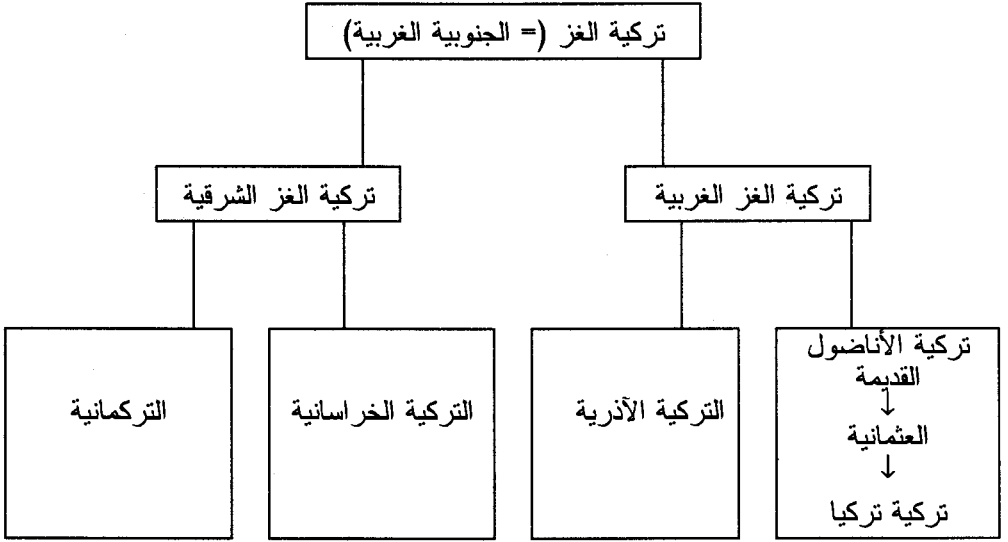 تركية الغز (= الجنوبية الغربية)
تركية الغز الغربية
تركية الغز الشرقية
تركية الأناضول
القديمة
↓
العثمانية
↓
تركية تركيا
التركية الآذرية
التركية الخراسانية
التركمانية